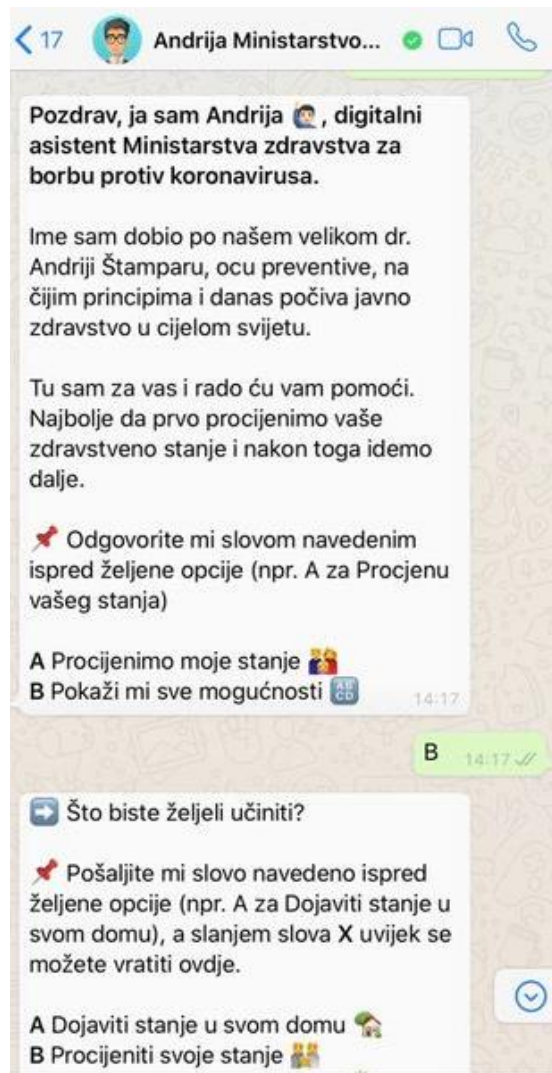 17 Andrija Ministarstvo...
Pozdrav, ja sam Andrija 🙋🏻‍♂️, digitalni
asistent Ministarstva zdravstva za
borbu protiv koronavirusa.
Ime sam dobio po našem velikom dr.
Andriji Štamparu, ocu preventive, na
čijim principima i danas počiva javno
zdravstvo u cijelom svijetu.
Tu sam za vas i rado ću vam pomoći.
Najbolje da prvo procijenimo vaše
zdravstveno stanje i nakon toga idemo
dalje.
📌 Odgovorite mi slovom navedenim
ispred željene opcije (npr. A za Procjenu
vašeg stanja)
A Procijenimo moje stanje
B Pokaži mi sve mogućnosti 🔠
14:17
B 14:17
➡️ Što biste željeli učiniti?
📌 Pošaljite mi slovo navedeno ispred
željene opcije (npr. A za Dojaviti stanje u
svom domu), a slanjem slova X uvijek se
možete vratiti ovdje.
A Dojaviti stanje u svom domu 🏡
B Procijeniti svoje stanje